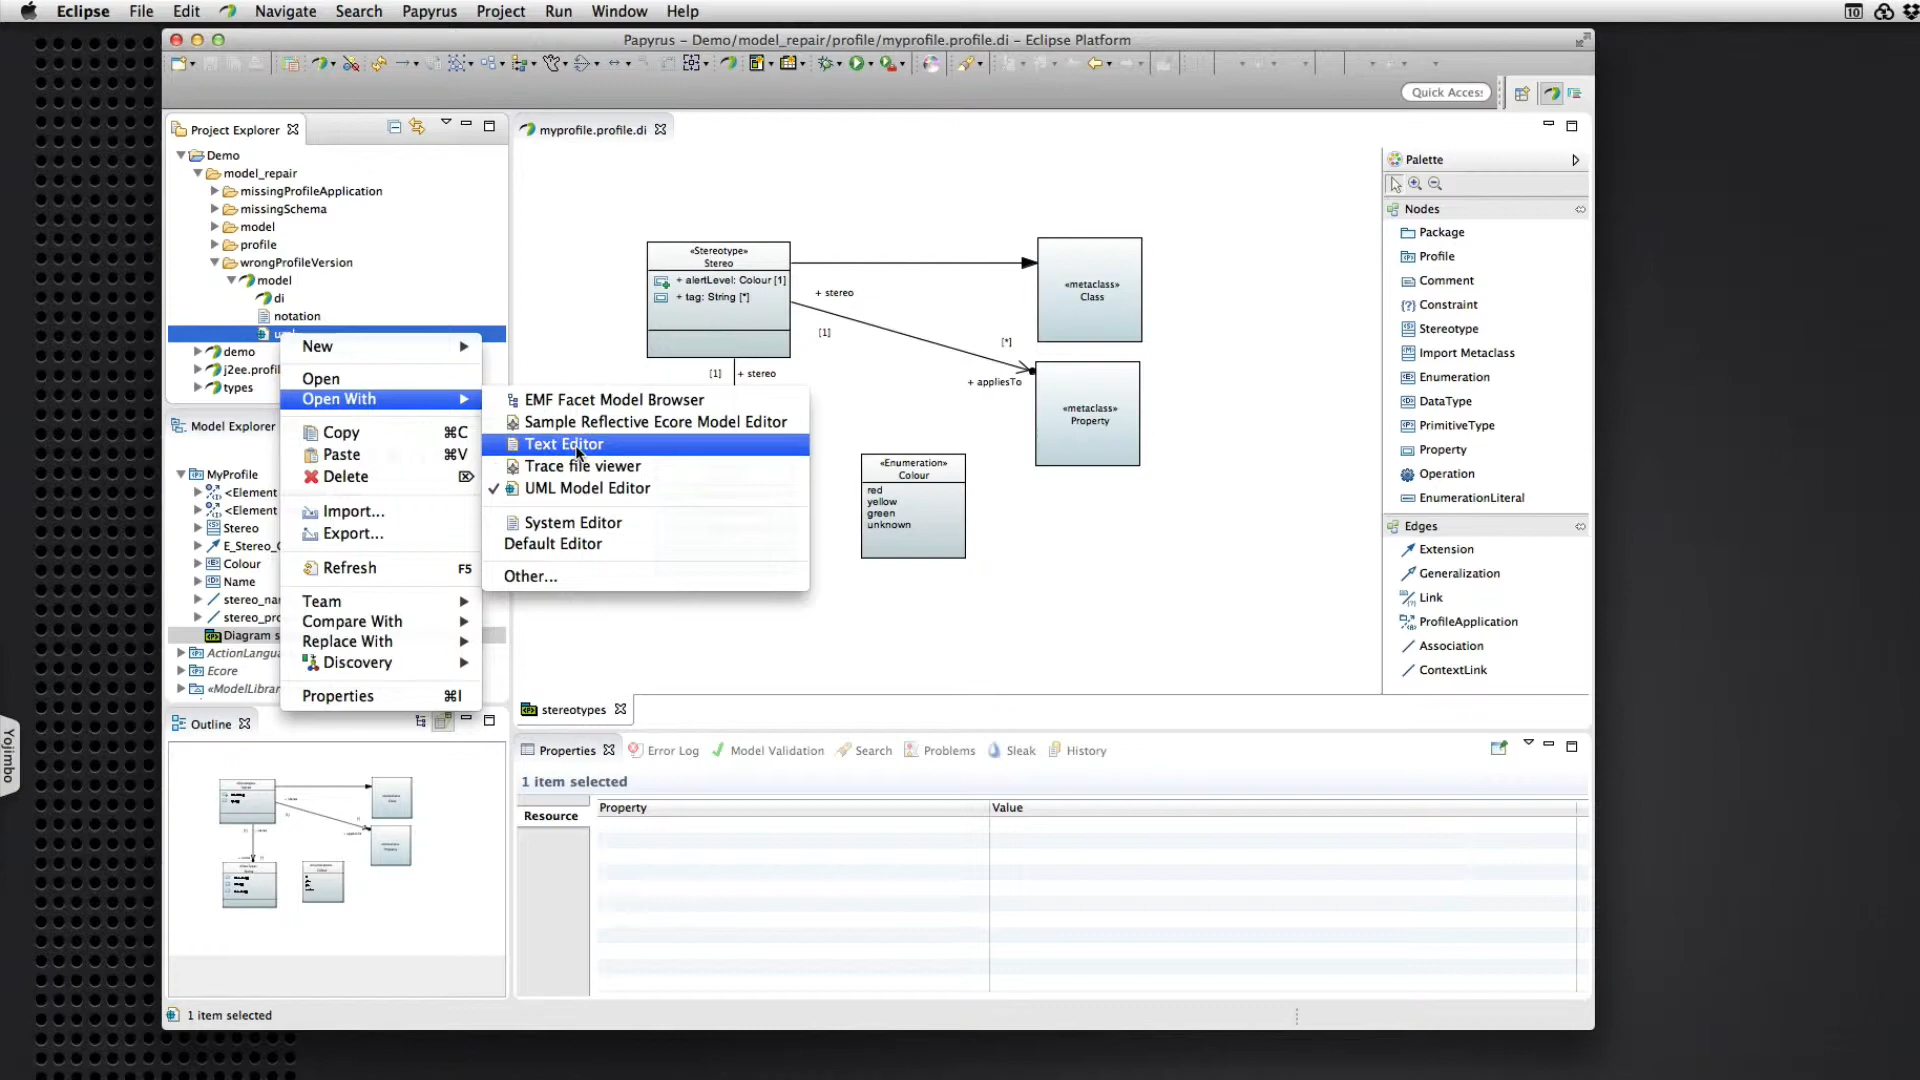 Eclipse File Edit Navigate Search Papyrus Project Run Window Help
10
Papyrus – Demo/model_repair/profile/myprofile.profile.di – Eclipse Platform
Quick Access
Project Explorer
Demo
model_repair
missingProfileApplication
missingSchema
model
profile
wrongProfileVersion
model
di
notation
demo
j2ee.profi
types
Model Explorer
MyProfile
<Element
<Element
Stereo
E_Stereo_
Colour
Name
stereo_na
stereo_pro
Diagram s
ActionLangua
Ecore
«ModelLibrar
New
Open
Open With
Copy ⌘C
Paste ⌘V
Delete
Import...
Export...
Refresh F5
Team
Compare With
Replace With
Discovery
Properties ⌘I
EMF Facet Model Browser
Sample Reflective Ecore Model Editor
Text Editor
Trace file viewer
UML Model Editor
System Editor
Default Editor
Other...
myprofile.profile.di
«Stereotype»
Stereo
+ alertLevel: Colour [1]
+ tag: String [*]
+ stereo
[1]
[*]
+ appliesTo
[1] + stereo
«metaclass»
Class
«metaclass»
Property
«Enumeration»
Colour
red
yellow
green
unknown
Palette
Nodes
Package
Profile
Comment
Constraint
Stereotype
Import Metaclass
Enumeration
DataType
PrimitiveType
Property
Operation
EnumerationLiteral
Edges
Extension
Generalization
Link
ProfileApplication
Association
ContextLink
stereotypes
Outline
Properties Error Log Model Validation Search Problems Sleak History
1 item selected
Resource
Property Value
1 item selected
Yojimbo